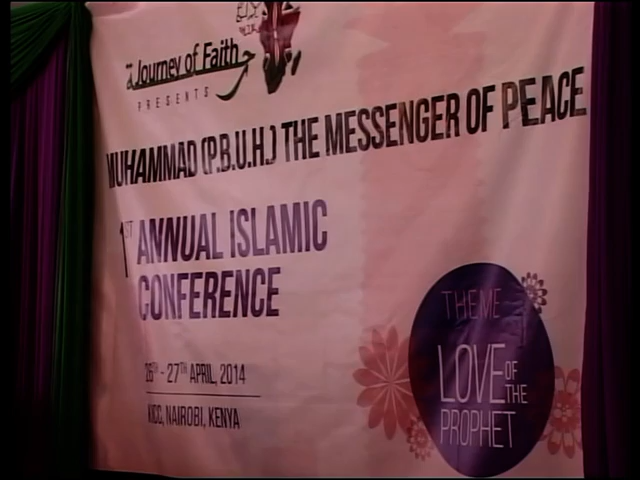 a Journey of Faith
PRESENTS
MUHAMMAD (P.B.U.H.) THE MESSENGER OF PEACE
1ST ANNUAL ISLAMIC
CONFERENCE
26TH - 27TH APRIL, 2014
KICC, NAIROBI, KENYA
THEME
LOVE OF THE
PROPHET